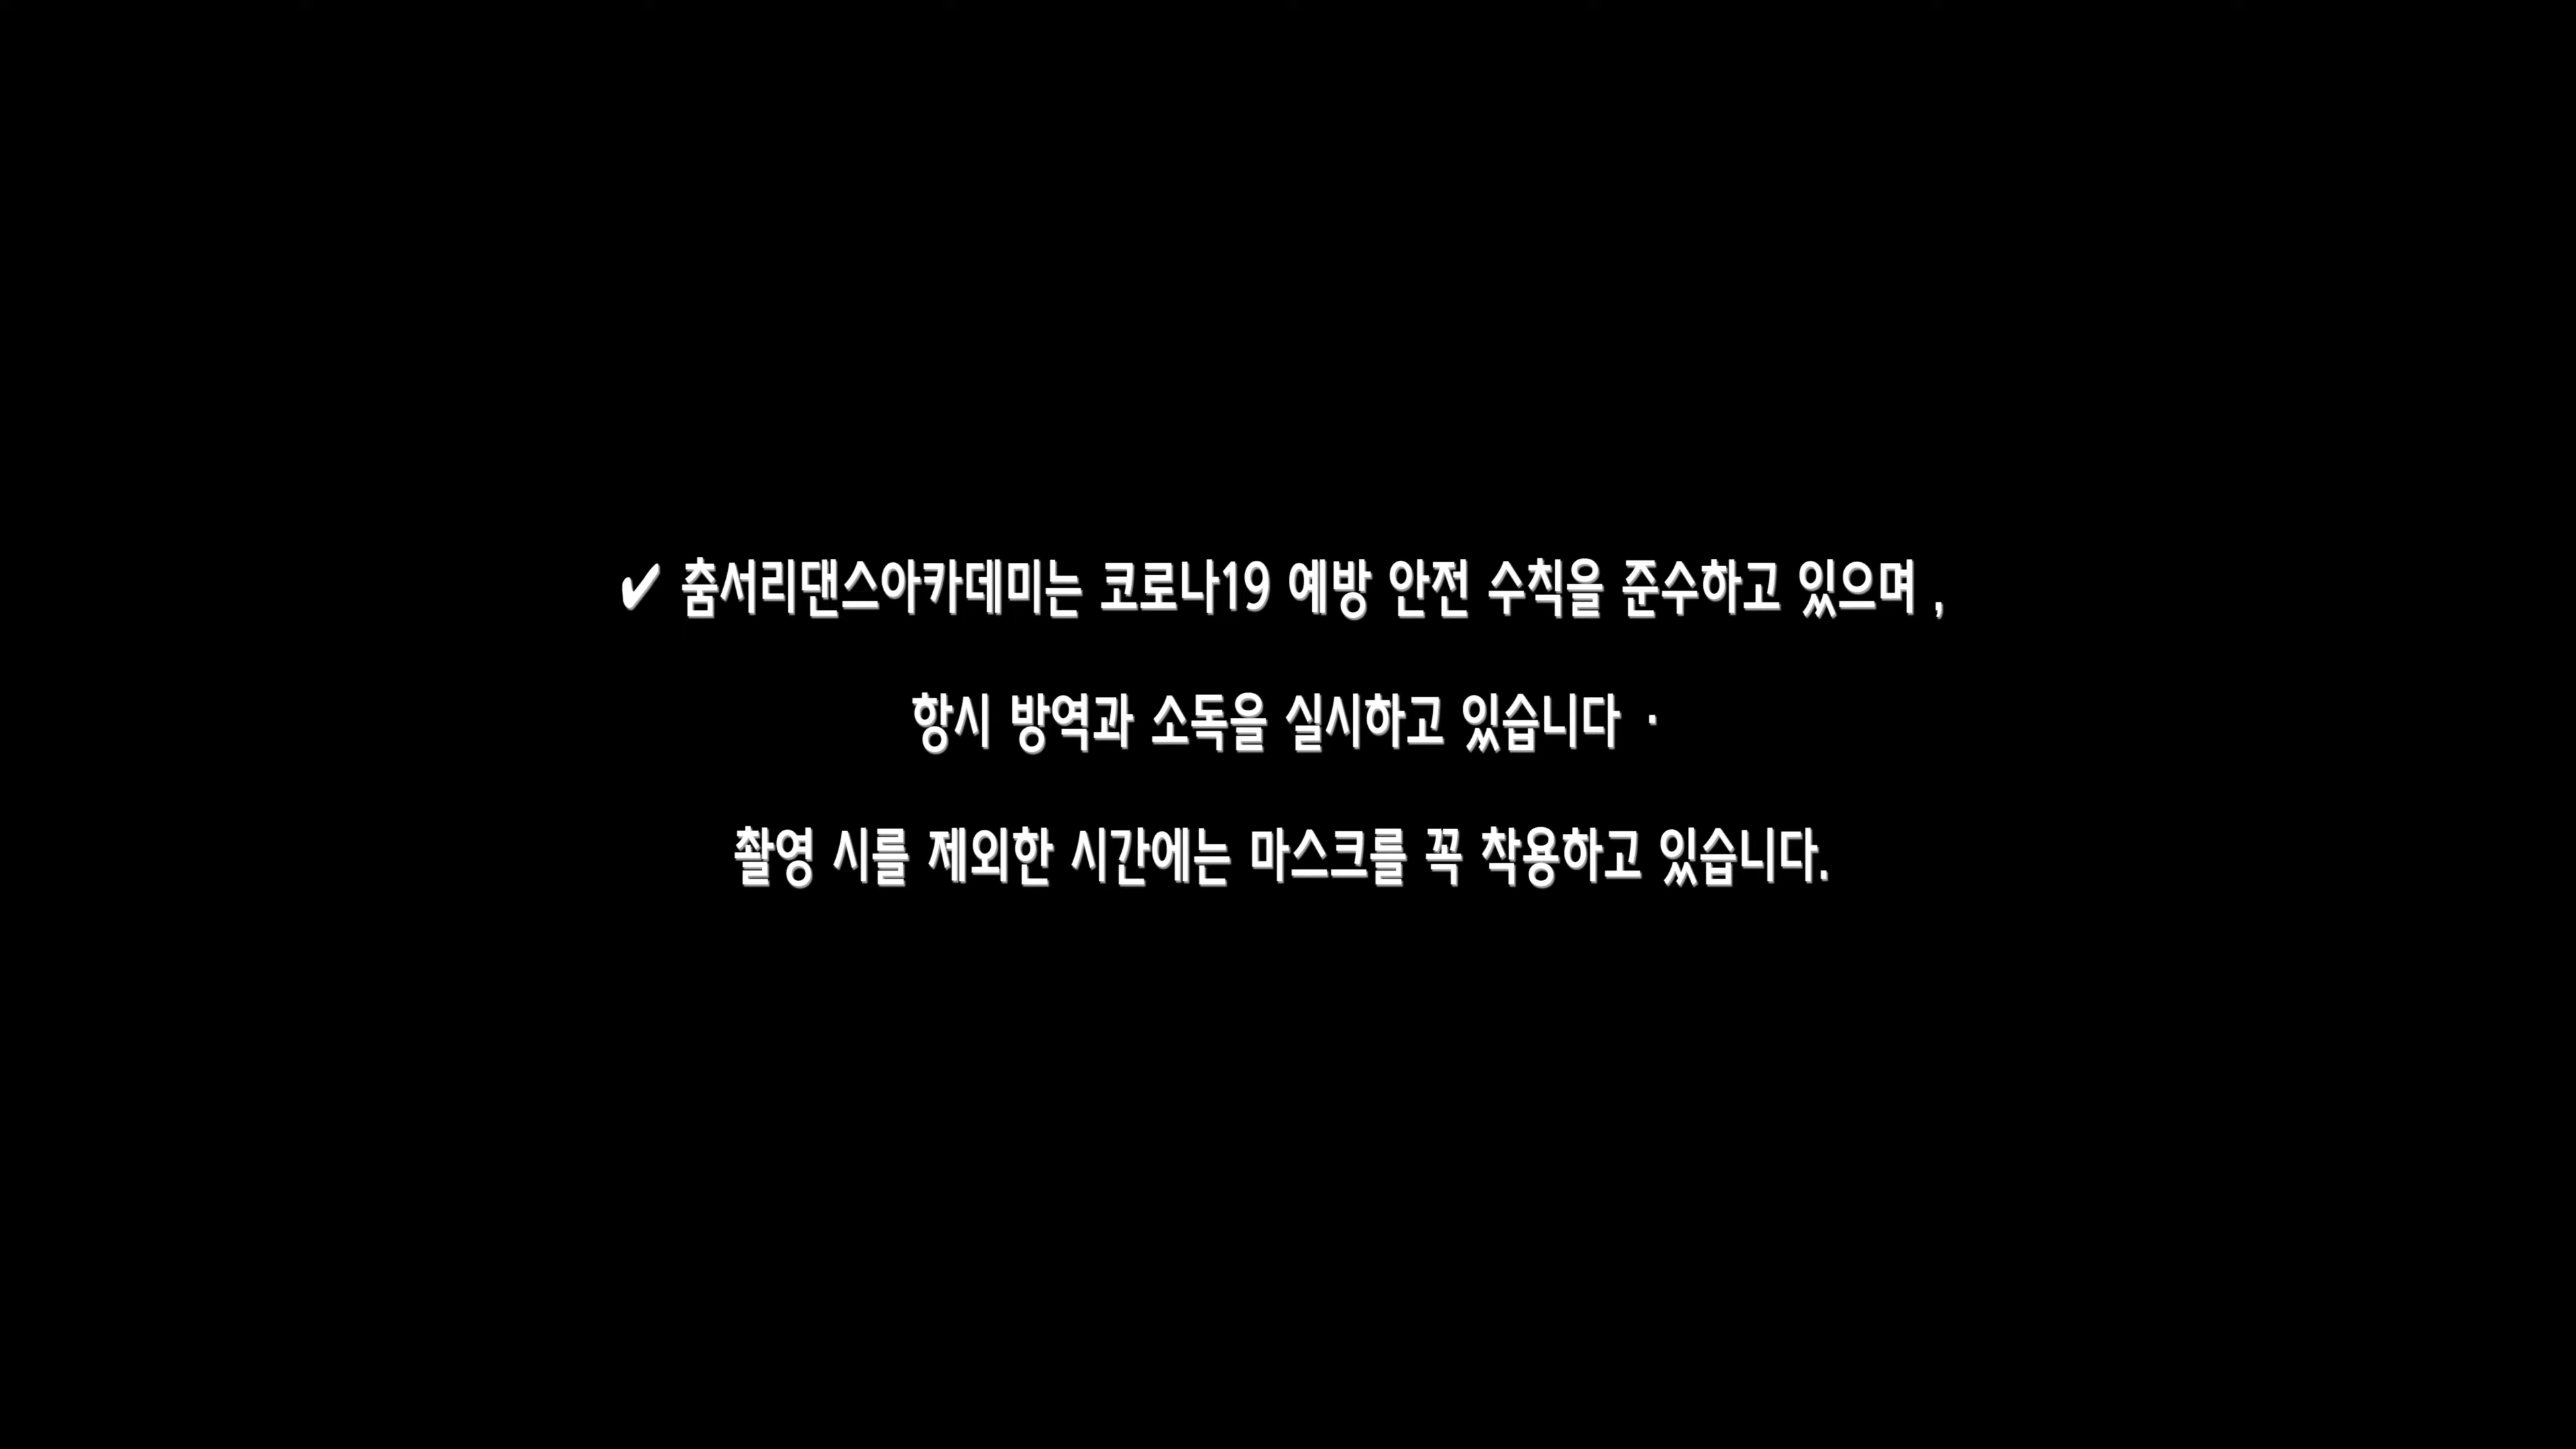 ✔ 춤서리댄스아카데미는 코로나19 예방 안전 수칙을 준수하고 있으며 ,
항시 방역과 소독을 실시하고 있습니다 ·
촬영 시를 제외한 시간에는 마스크를 꼭 착용하고 있습니다.